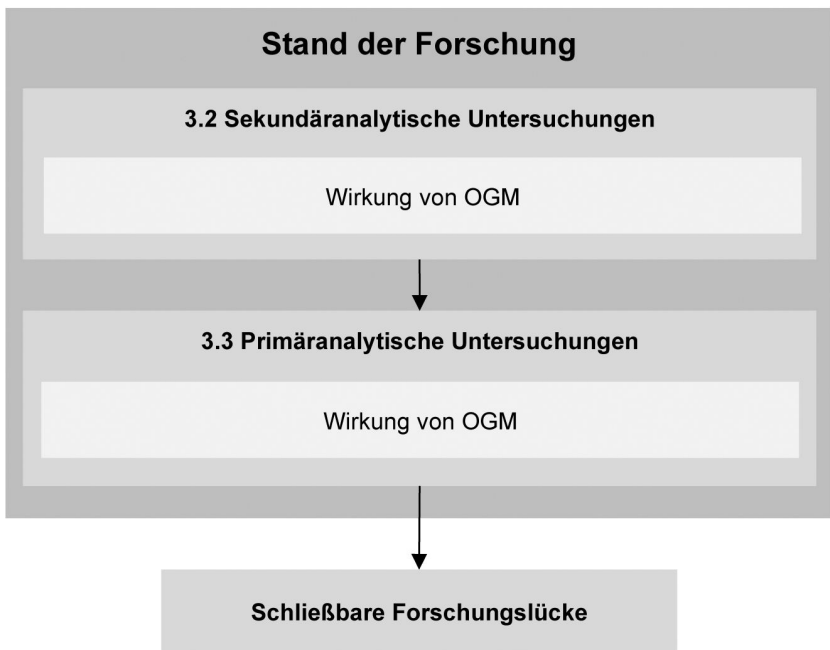 Stand der Forschung
3.2 Sekundäranalytische Untersuchungen
Wirkung von OGM
3.3 Primäranalytische Untersuchungen
Wirkung von OGM
Schließbare Forschungslücke